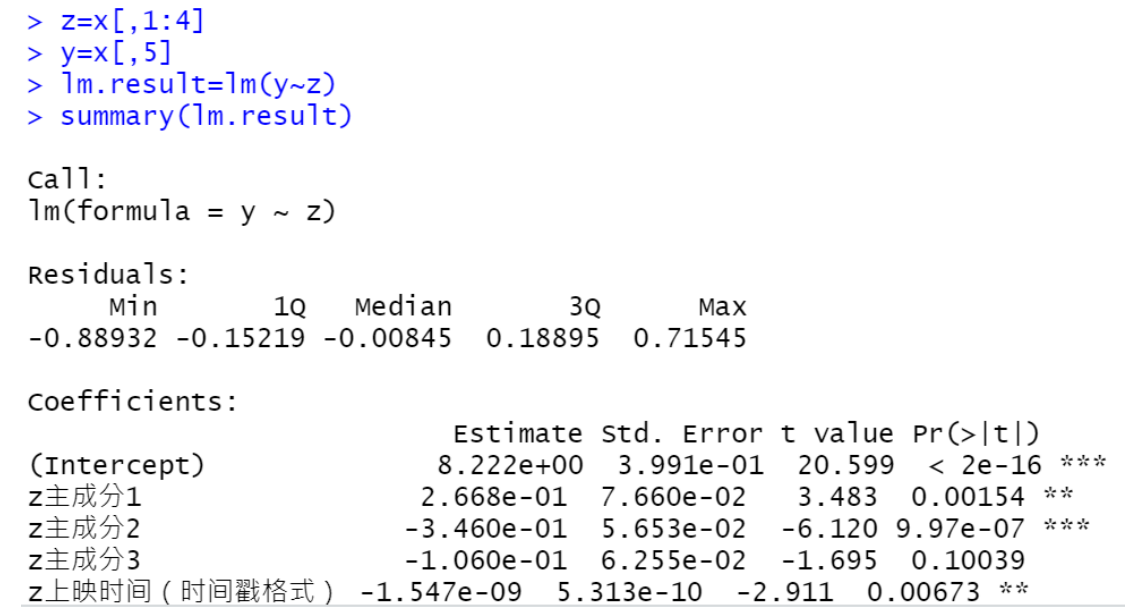 > z=x[,1:4]
> y=x[,5]
> lm.result=lm(y~z)
> summary(lm.result)
Call:
lm(formula = y ~ z)
Residuals:
Min 1Q Median 3Q Max
-0.88932 -0.15219 -0.00845 0.18895 0.71545
Coefficients:
Estimate Std. Error t value Pr(>|t|)
(Intercept) 8.222e+00 3.991e-01 20.599 < 2e-16 ***
z主成分1 2.668e-01 7.660e-02 3.483 0.00154 **
z主成分2 -3.460e-01 5.653e-02 -6.120 9.97e-07 ***
z主成分3 -1.060e-01 6.255e-02 -1.695 0.10039
z上映时间(时间戳格式) -1.547e-09 5.313e-10 -2.911 0.00673 **